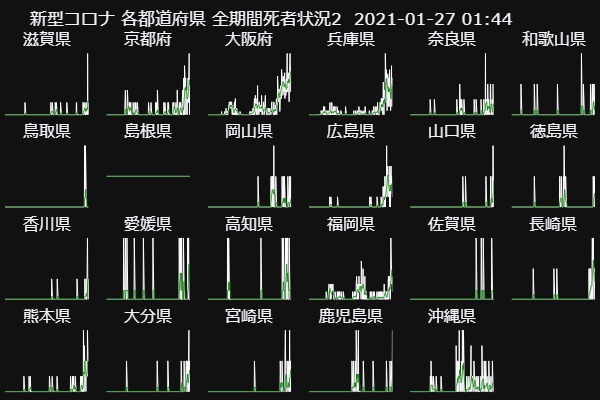 新型コロナ 各都道府県 全期間死者状況2 2021-01-27 01:44
滋賀県 京都府 大阪府 兵庫県 奈良県 和歌山県
鳥取県 島根県 岡山県 広島県 山口県 徳島県
香川県 愛媛県 高知県 福岡県 佐賀県 長崎県
熊本県 大分県 宮崎県 鹿児島県 沖縄県